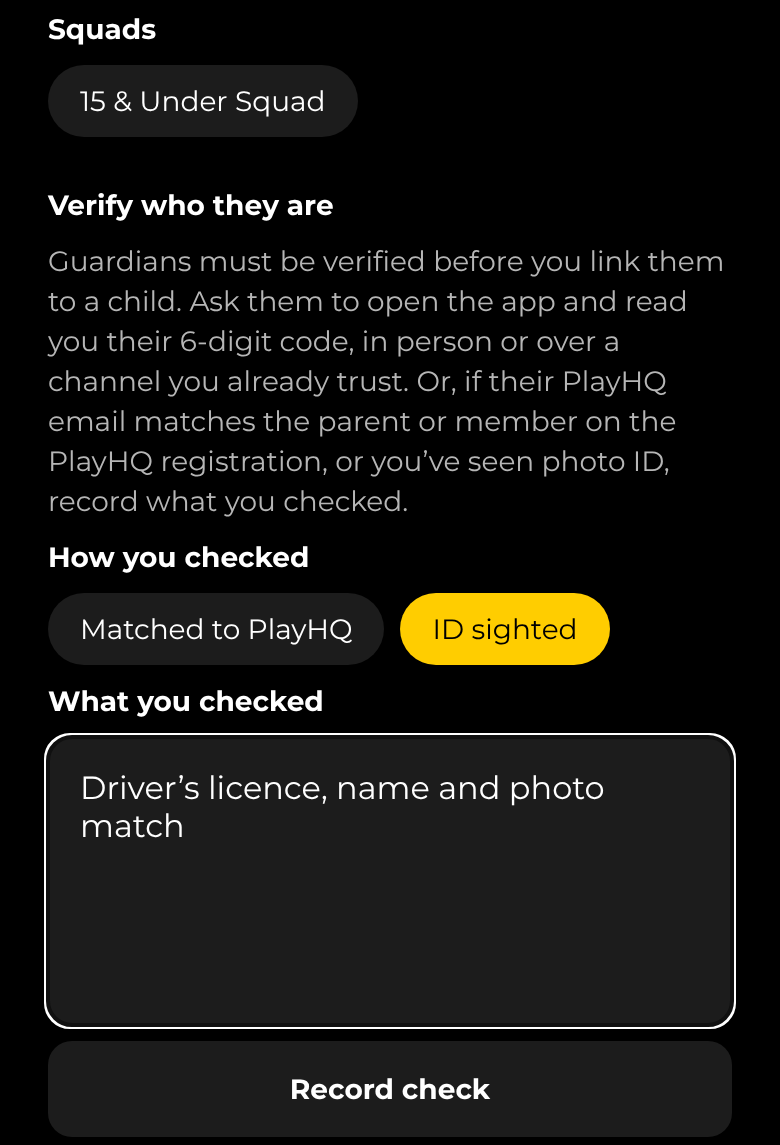 Squads
15 & Under Squad
Verify who they are
Guardians must be verified before you link them
to a child. Ask them to open the app and read
you their 6-digit code, in person or over a
channel you already trust. Or, if their PlayHQ
email matches the parent or member on the
PlayHQ registration, or you’ve seen photo ID,
record what you checked.
How you checked
Matched to PlayHQ
ID sighted
What you checked
Driver’s licence, name and photo
match
Record check